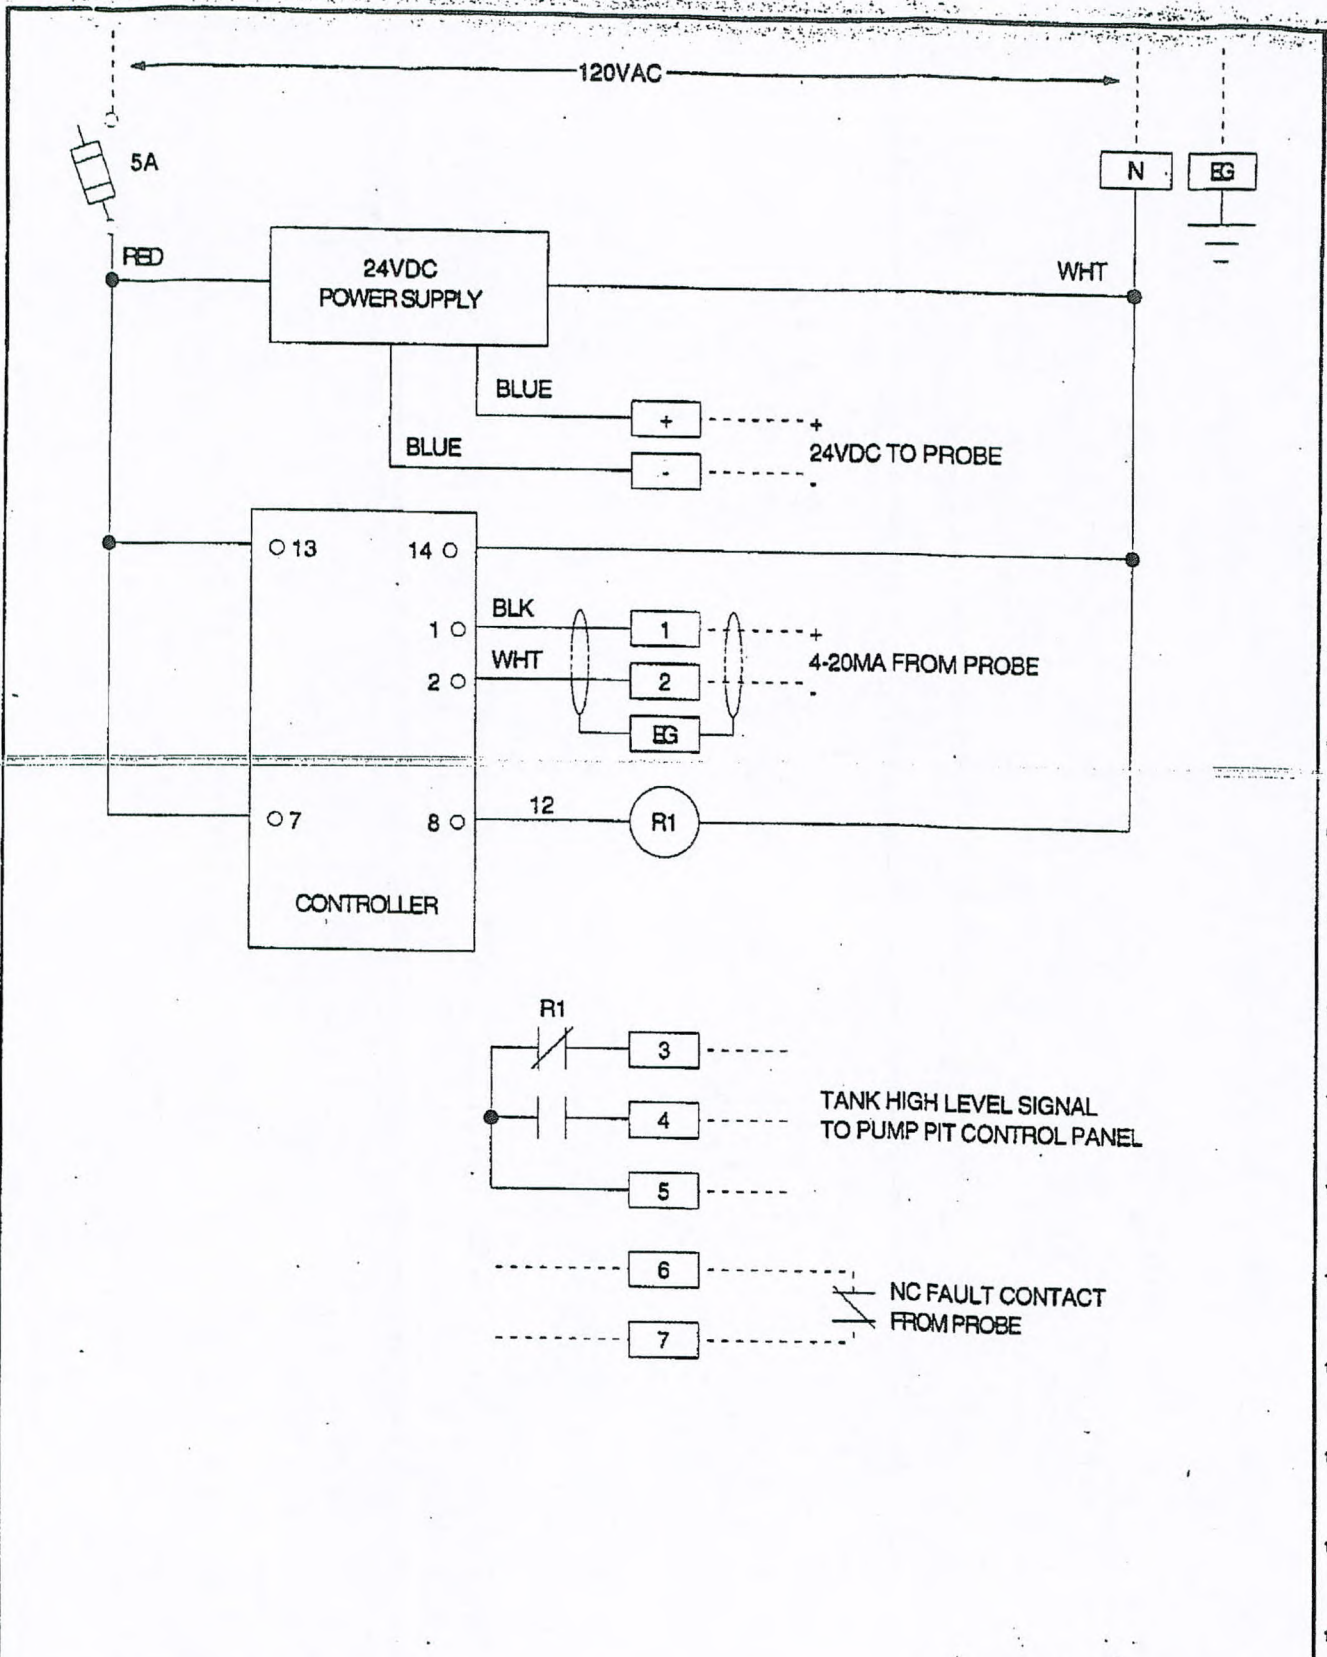 120VAC
5A
N
EG
RED
24VDC
POWER SUPPLY
WHT
BLUE
+
+
BLUE
24VDC TO PROBE
-
-
13
14
BLK
1
1
+
WHT
4-20MA FROM PROBE
2
2
-
EG
12
7
8
R1
CONTROLLER
R1
3
TANK HIGH LEVEL SIGNAL
4
TO PUMP PIT CONTROL PANEL
5
6
NC FAULT CONTACT
FROM PROBE
7